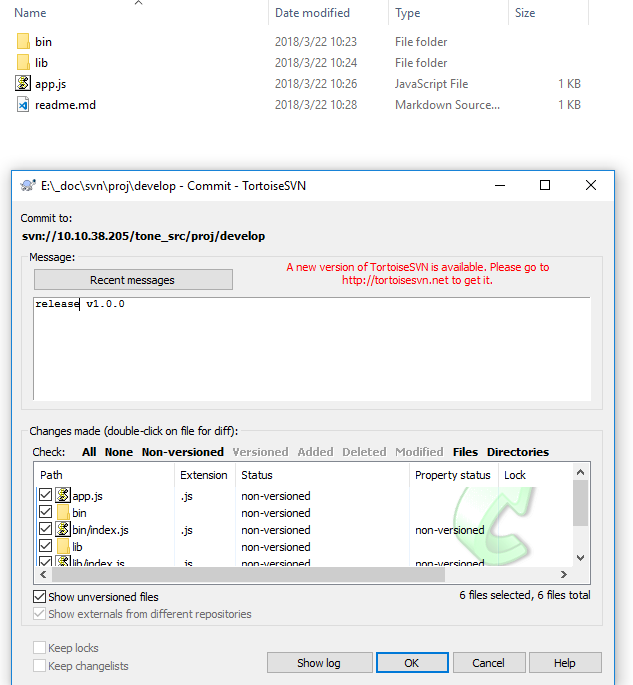 Name Date modified Type Size
bin 2018/3/22 10:23 File folder
lib 2018/3/22 10:24 File folder
app.js 2018/3/22 10:26 JavaScript File 1 KB
readme.md 2018/3/22 10:28 Markdown Source... 1 KB
E:\_doc\svn\proj\develop - Commit - TortoiseSVN
Commit to:
svn://10.10.38.205/tone_src/proj/develop
Message:
Recent messages
A new version of TortoiseSVN is available. Please go to
http://tortoisesvn.net to get it.
release v1.0.0
Changes made (double-click on file for diff):
Check: All None Non-versioned Versioned Added Deleted Modified Files Directories
Path Extension Status Property status Lock
app.js .js non-versioned
bin non-versioned
bin/index.js .js non-versioned non-versioned
lib non-versioned
lib/index.js .js non-versioned non-versioned
Show unversioned files 6 files selected, 6 files total
Show externals from different repositories
Keep locks
Keep changelists
Show log OK Cancel Help